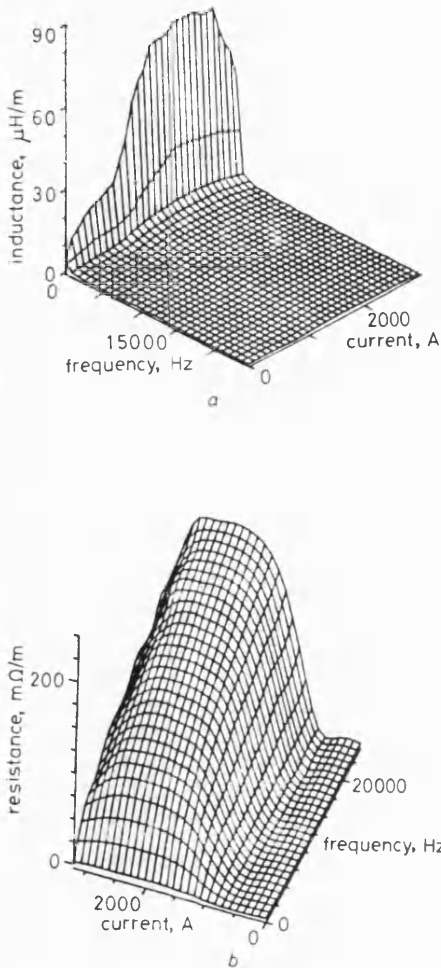 90
60
30
0
inductance, μH/m
0
15000
frequency, Hz
0
2000
current, A
a
200
0
resistance, mΩ/m
2000
current, A
0
0
20000
frequency, Hz
b